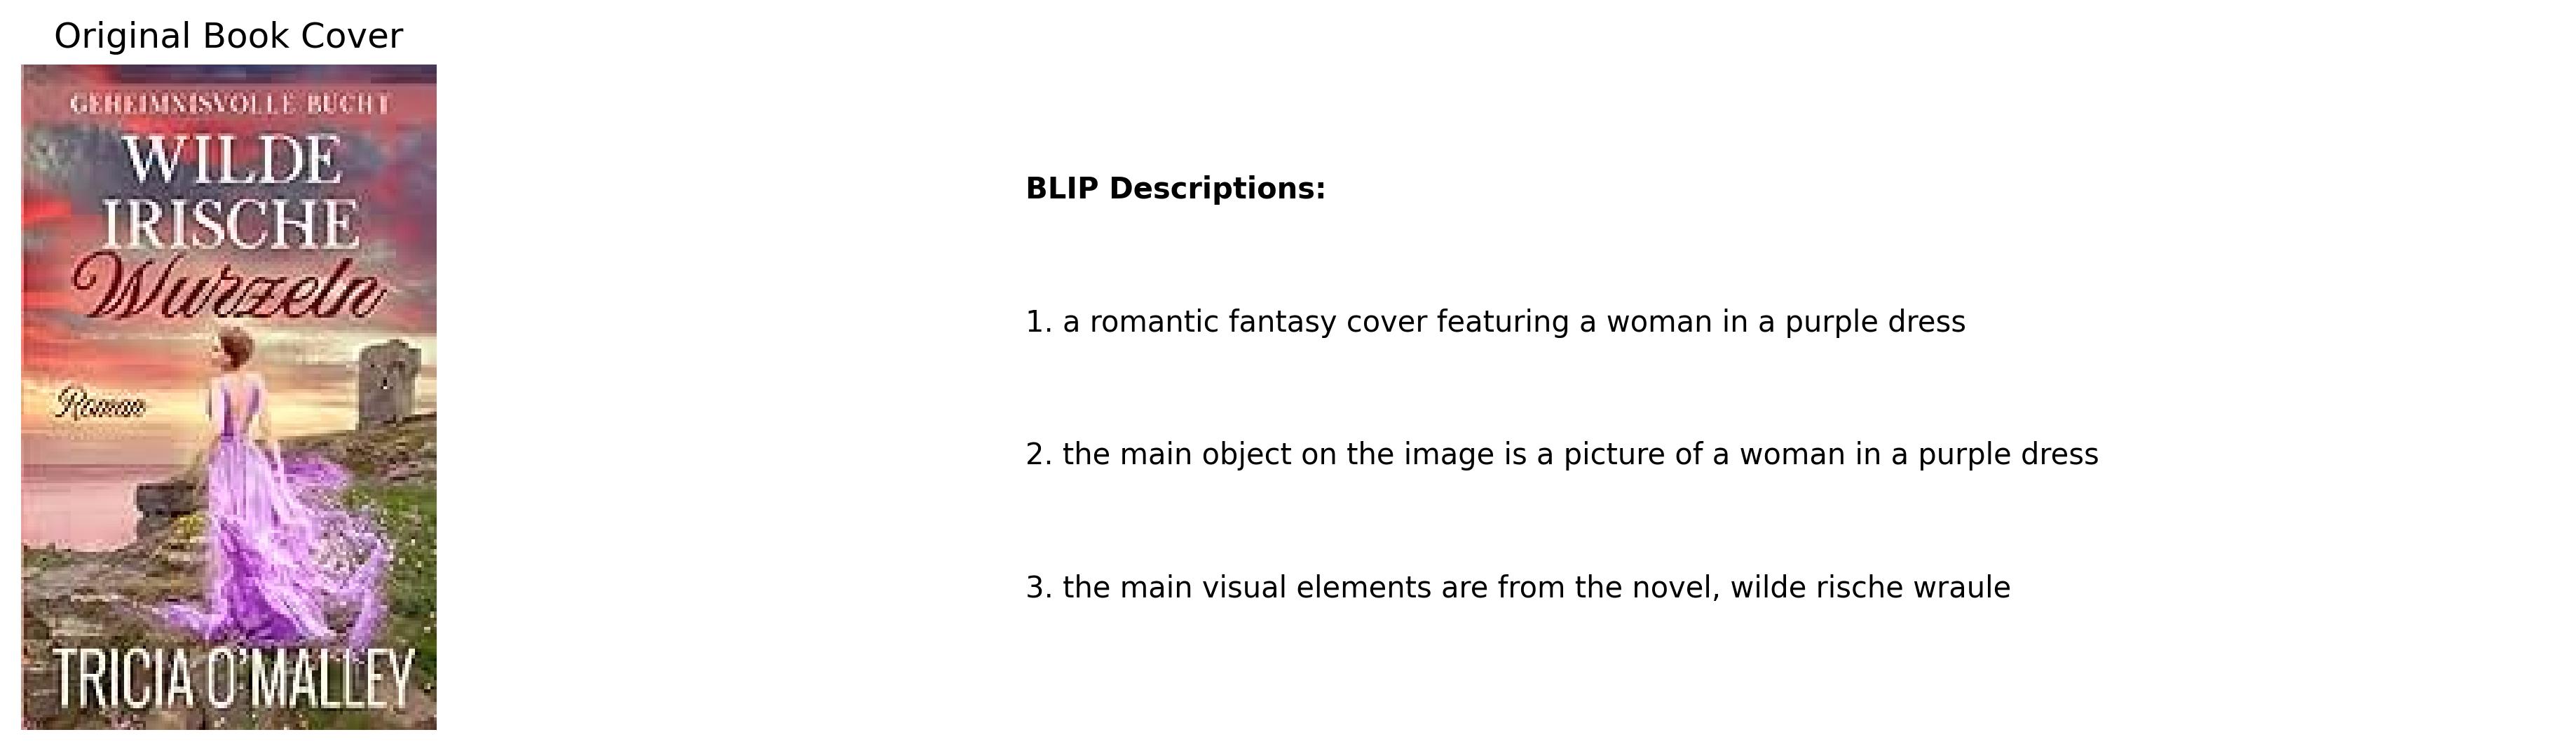 Original Book Cover
GEHEIMNISVOLLE BUCHT
WILDE
IRISCHE
Wurzeln
Roman
TRICIA O'MALLEY
BLIP Descriptions:
1. a romantic fantasy cover featuring a woman in a purple dress
2. the main object on the image is a picture of a woman in a purple dress
3. the main visual elements are from the novel, wilde rische wraule